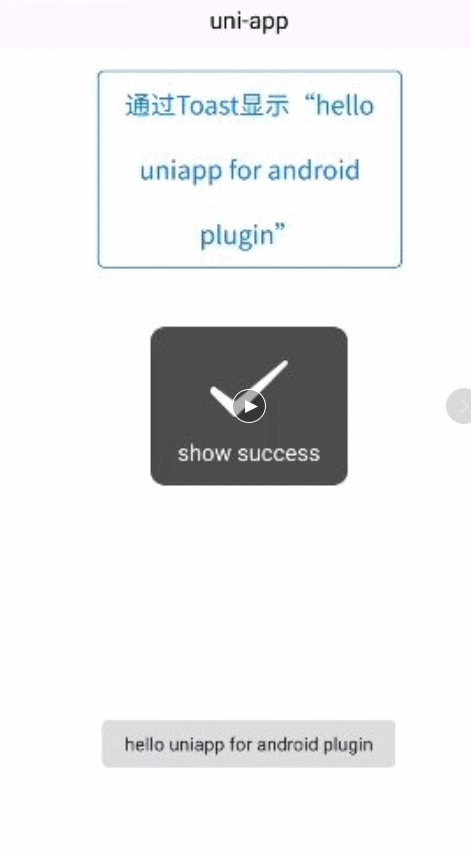 uni-app
通过Toast显示“hello
uniapp for android
plugin”
show success
hello uniapp for android plugin